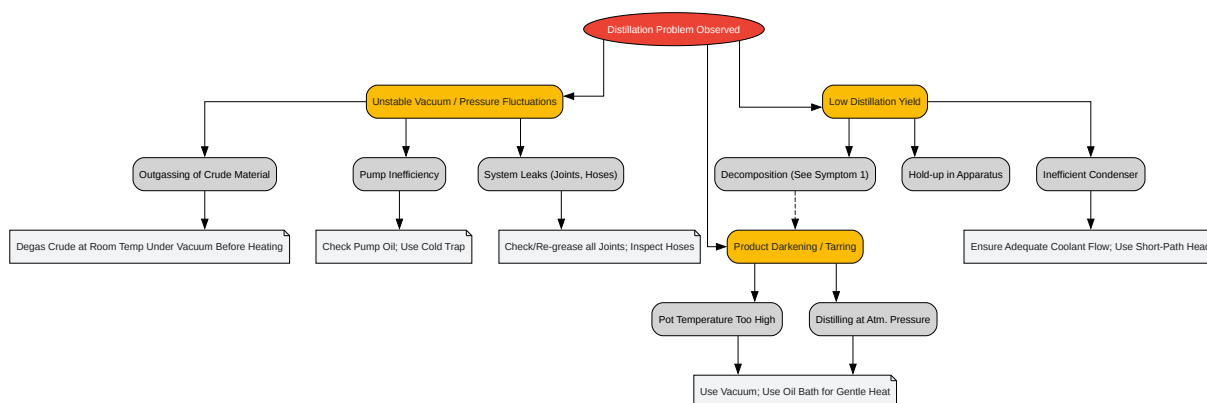 Distillation Problem Observed
Unstable Vacuum / Pressure Fluctuations
Low Distillation Yield
Outgassing of Crude Material
Pump Inefficiency
System Leaks (Joints, Hoses)
Decomposition (See Symptom 1)
Hold-up in Apparatus
Inefficient Condenser
Degas Crude at Room Temp Under Vacuum Before Heating
Check Pump Oil; Use Cold Trap
Check/Re-grease all Joints; Inspect Hoses
Product Darkening / Tarring
Ensure Adequate Coolant Flow; Use Short-Path Head
Pot Temperature Too High
Distilling at Atm. Pressure
Use Vacuum; Use Oil Bath for Gentle Heat